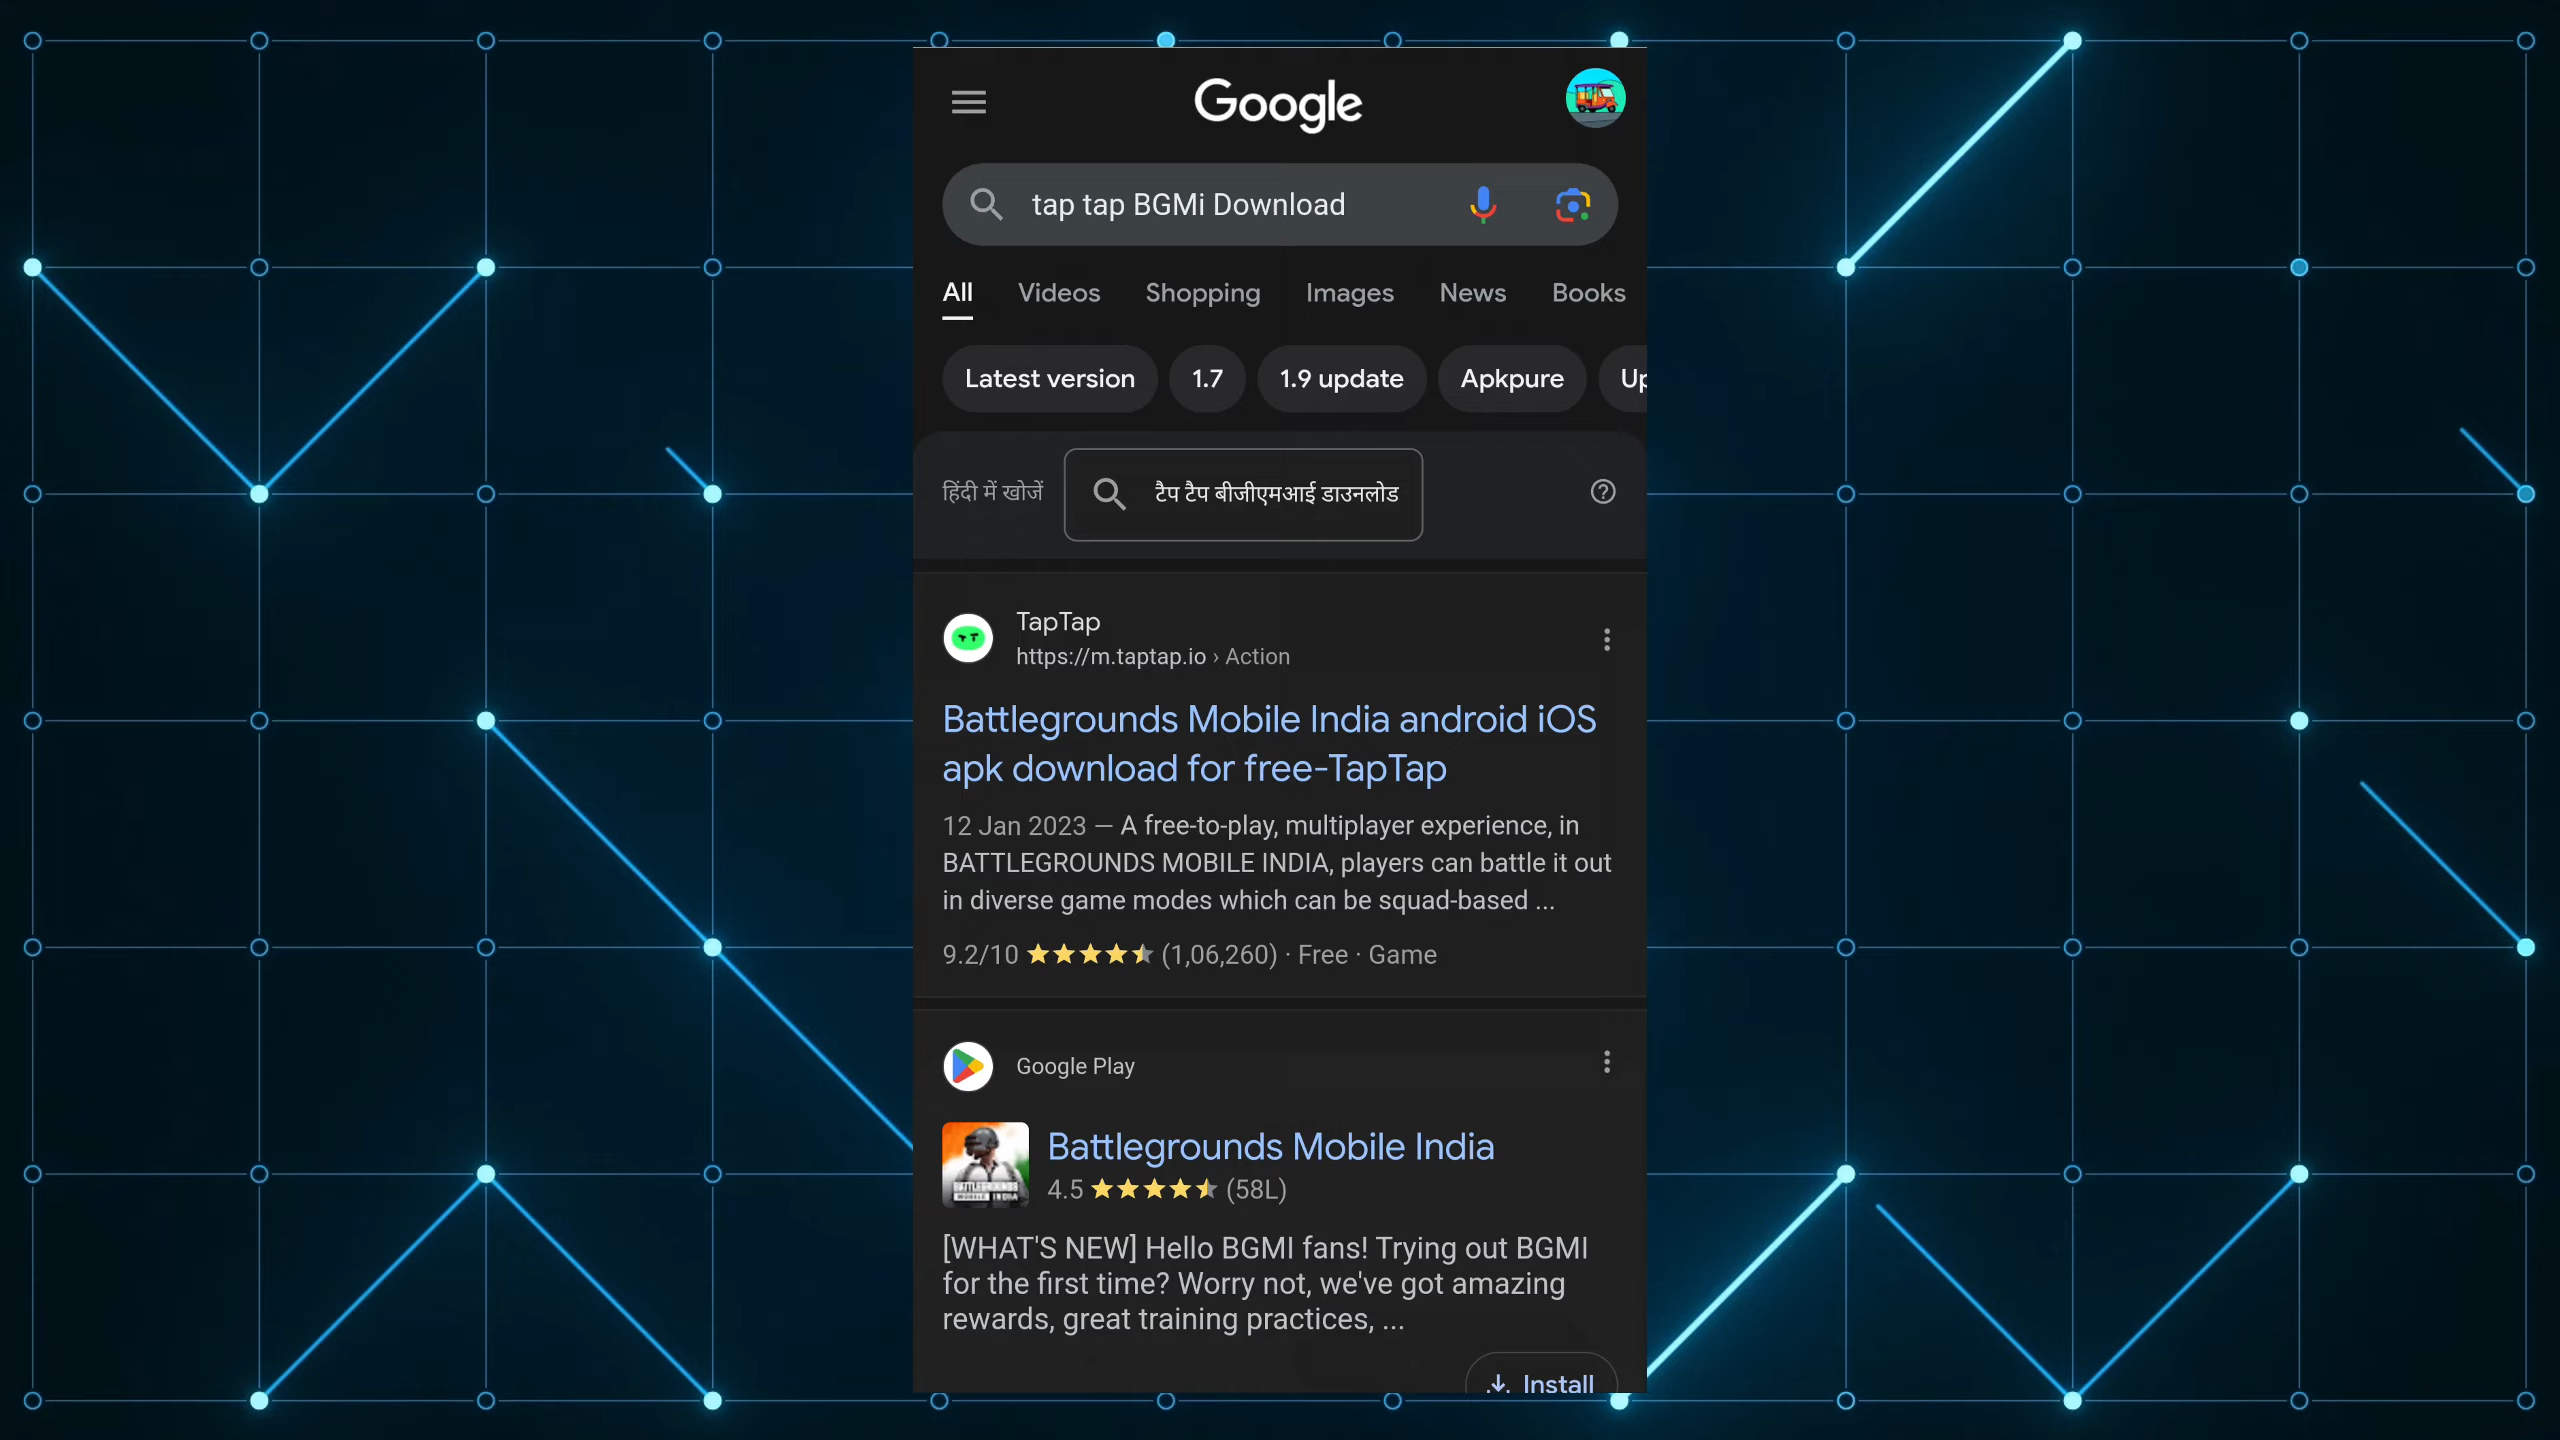 Google
tap tap BGMi Download
All Videos Shopping Images News Books
Latest version 1.7 1.9 update Apkpure Up
हिंदी में खोजें टैप टैप बीजीएमआई डाउनलोड
TapTap
https://m.taptap.io › Action
Battlegrounds Mobile India android iOS
apk download for free-TapTap
12 Jan 2023 — A free-to-play, multiplayer experience, in
BATTLEGROUNDS MOBILE INDIA, players can battle it out
in diverse game modes which can be squad-based ...
9.2/10 (1,06,260) · Free · Game
Google Play
Battlegrounds Mobile India
BATTLEGROUNDS
MOBILE INDIA
4.5 (58L)
[WHAT'S NEW] Hello BGMI fans! Trying out BGMI
for the first time? Worry not, we've got amazing
rewards, great training practices, ...
Install